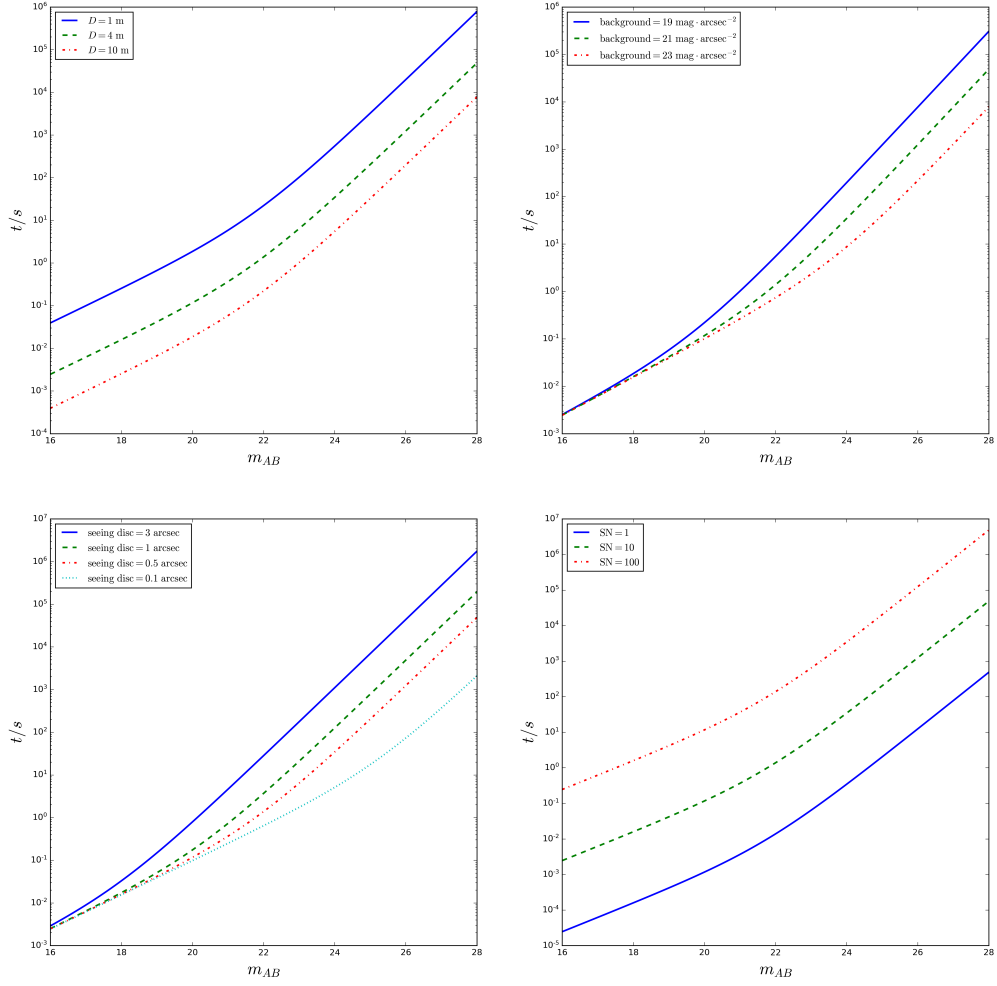 10^6
10^5
10^4
10^3
10^2
10^1
10^0
10^-1
10^-2
10^-3
10^-4
t/s
D = 1 m
D = 4 m
D = 10 m
16 18 20 22 24 26 28
m_AB
10^7
10^6
10^5
10^4
10^3
10^2
10^1
10^0
10^-1
10^-2
10^-3
t/s
background = 19 mag · arcsec^-2
background = 21 mag · arcsec^-2
background = 23 mag · arcsec^-2
16 18 20 22 24 26 28
m_AB
10^7
10^6
10^5
10^4
10^3
10^2
10^1
10^0
10^-1
10^-2
10^-3
t/s
seeing disc = 3 arcsec
seeing disc = 1 arcsec
seeing disc = 0.5 arcsec
seeing disc = 0.1 arcsec
16 18 20 22 24 26 28
m_AB
10^7
10^6
10^5
10^4
10^3
10^2
10^1
10^0
10^-1
10^-2
10^-3
10^-4
10^-5
t/s
SN = 1
SN = 10
SN = 100
16 18 20 22 24 26 28
m_AB